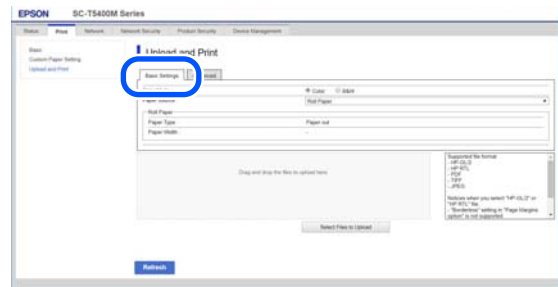 EPSON SC-T5400M Series
Status Print Network Network Security Product Security Device Management
Basic
Custom Paper Setting
Upload and Print
Upload and Print
Basic Settings
Color B&W
Paper Source Roll Paper
Roll Paper
Paper Type Paper out
Paper Width -
Drag and drop the files to upload here.
Supported file format
- HP-GL/2
- HP RTL
- PDF
- TIFF
- JPEG
Notices when you select "HP-GL/2" or
"HP RTL" file.
- "Borderless" setting in "Page Margins
option" is not supported.
Select Files to Upload
Refresh